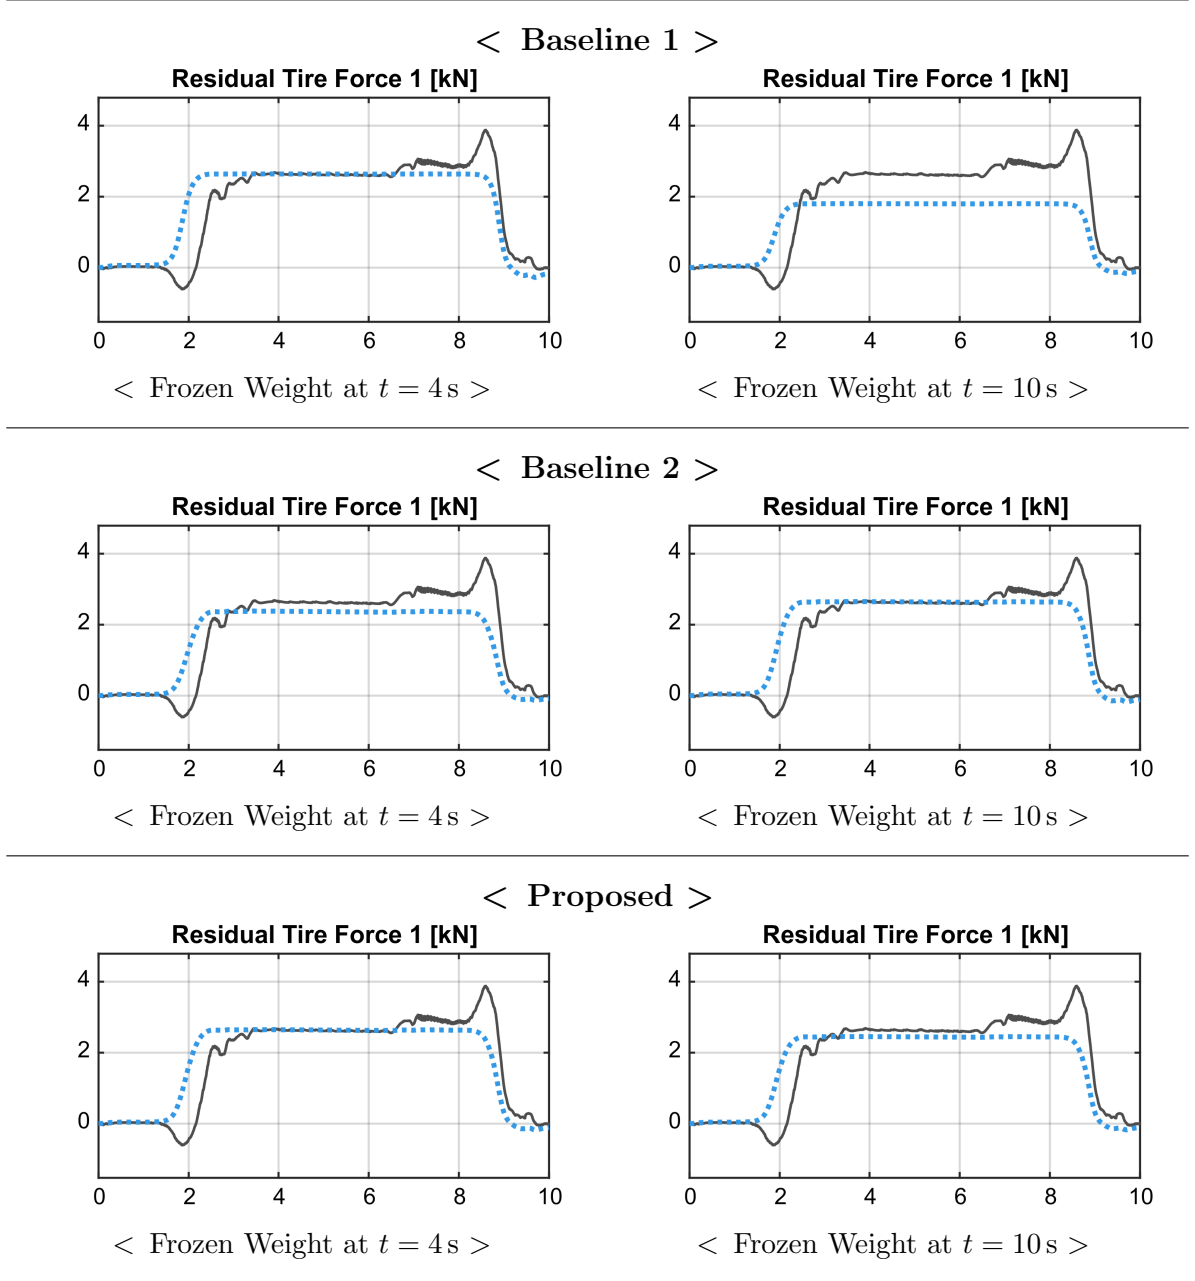 < Baseline 1 >
Residual Tire Force 1 [kN] Residual Tire Force 1 [kN]
4 4
2 2
0 0
0 2 4 6 8 10 0 2 4 6 8 10
< Frozen Weight at t = 4 s > < Frozen Weight at t = 10 s >
< Baseline 2 >
Residual Tire Force 1 [kN] Residual Tire Force 1 [kN]
4 4
2 2
0 0
0 2 4 6 8 10 0 2 4 6 8 10
< Frozen Weight at t = 4 s > < Frozen Weight at t = 10 s >
< Proposed >
Residual Tire Force 1 [kN] Residual Tire Force 1 [kN]
4 4
2 2
0 0
0 2 4 6 8 10 0 2 4 6 8 10
< Frozen Weight at t = 4 s > < Frozen Weight at t = 10 s >